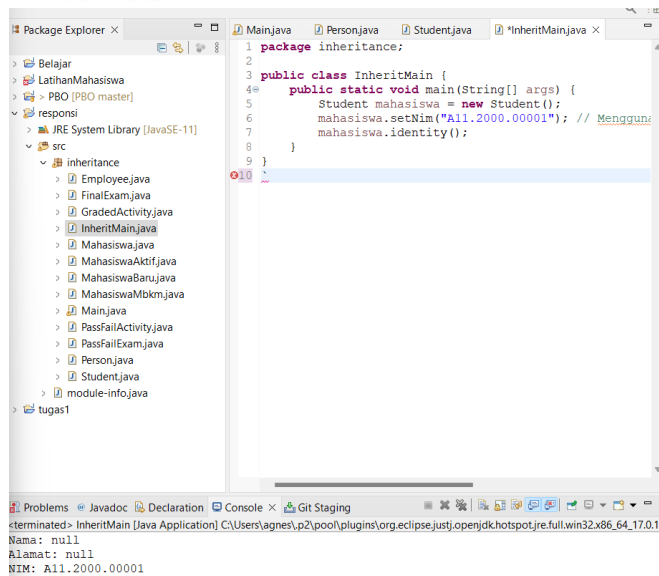 Package Explorer
Belajar
LatihanMahasiswa
> PBO [PBO master]
responsi
JRE System Library [JavaSE-11]
src
inheritance
Employee.java
FinalExam.java
GradedActivity.java
InheritMain.java
Mahasiswa.java
MahasiswaAktif.java
MahasiswaBaru.java
MahasiswaMbkm.java
Main.java
PassFailActivity.java
PassFailExam.java
Person.java
Student.java
module-info.java
tugas1
Main.java Person.java Student.java *InheritMain.java
1 package inheritance;
2
3 public class InheritMain {
4 public static void main(String[] args) {
5 Student mahasiswa = new Student();
6 mahasiswa.setNim("A11.2000.00001"); // Mengguna
7 mahasiswa.identity();
8 }
9 }
10 `
Problems @ Javadoc Declaration Console Git Staging
<terminated> InheritMain [Java Application] C:\Users\agnes\.p2\pool\plugins\org.eclipse.justj.openjdk.hotspot.jre.full.win32.x86_64_17.0.1
Nama: null
Alamat: null
NIM: A11.2000.00001